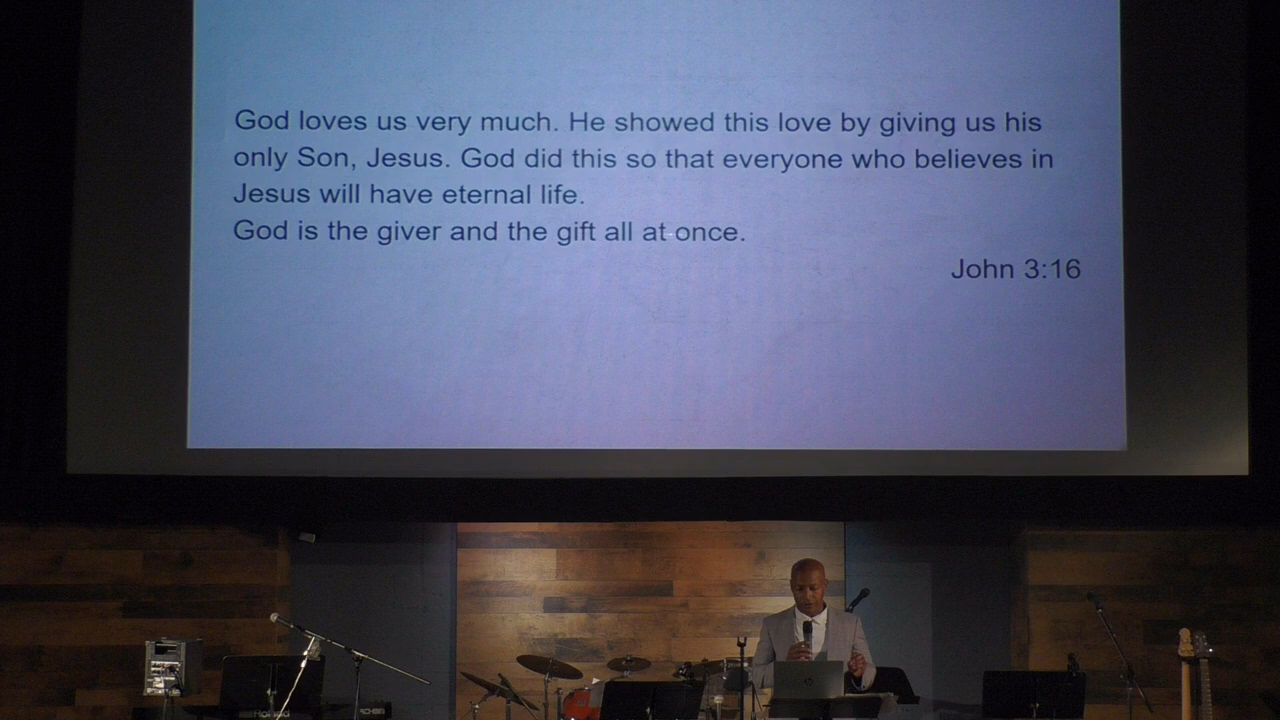 God loves us very much. He showed this love by giving us his
only Son, Jesus. God did this so that everyone who believes in
Jesus will have eternal life.
God is the giver and the gift all at once.
John 3:16
hp